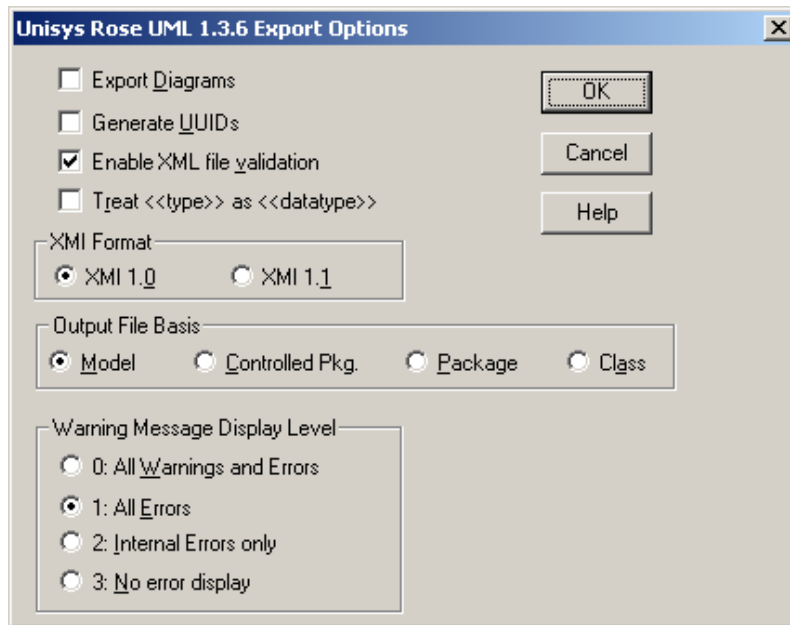 Unisys Rose UML 1.3.6 Export Options
Export Diagrams
OK
Generate UUIDs
Enable XML file validation
Cancel
Treat <<type>> as <<datatype>>
Help
XMI Format
XMI 1.0 XMI 1.1
Output File Basis
Model Controlled Pkg. Package Class
Warning Message Display Level
0: All Warnings and Errors
1: All Errors
2: Internal Errors only
3: No error display